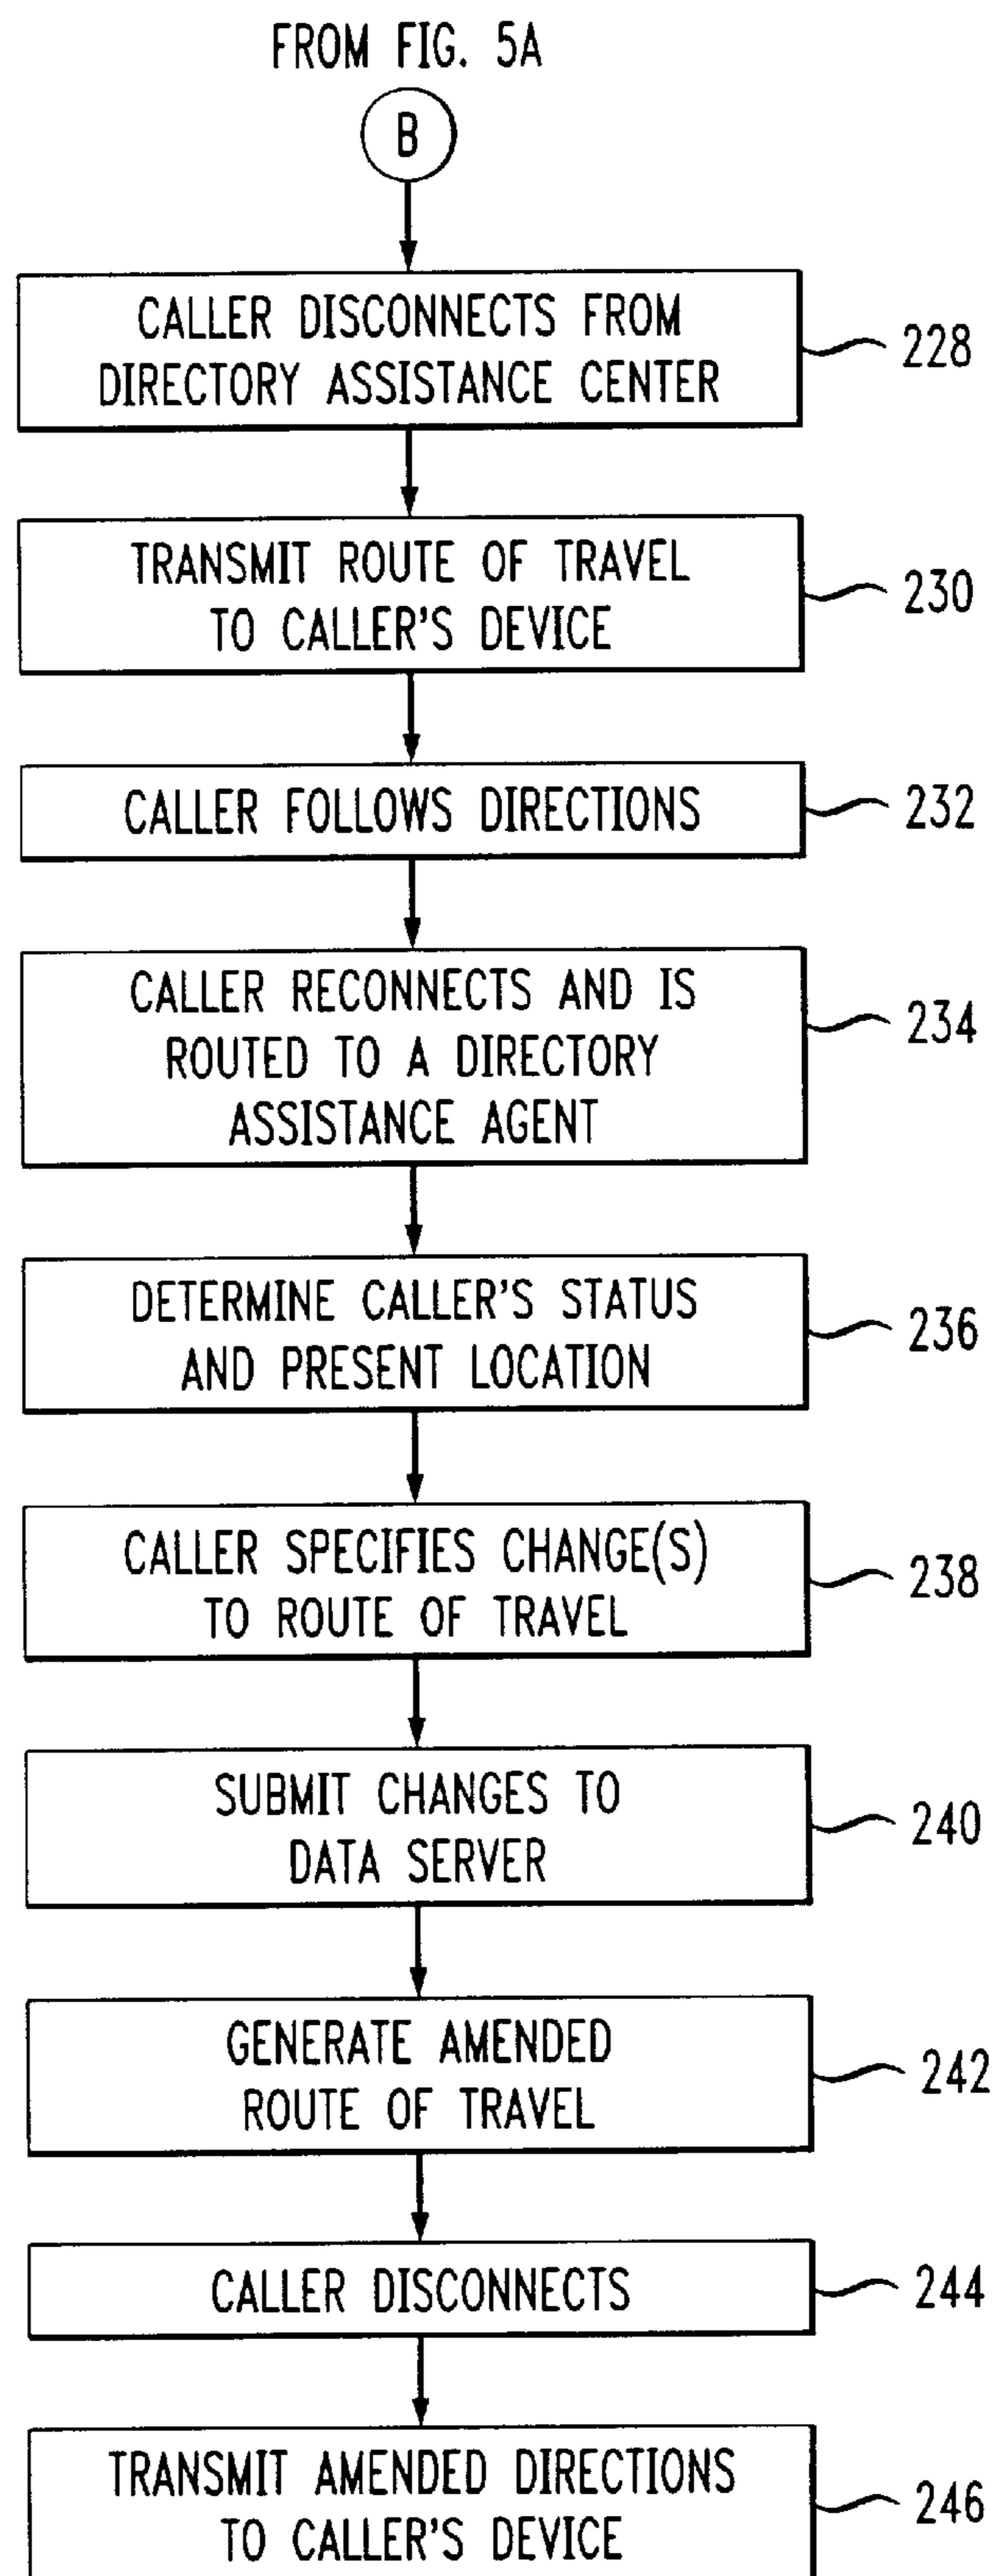 FROM FIG. 5A
B
CALLER DISCONNECTS FROM
DIRECTORY ASSISTANCE CENTER
228
TRANSMIT ROUTE OF TRAVEL
TO CALLER'S DEVICE
230
CALLER FOLLOWS DIRECTIONS
232
CALLER RECONNECTS AND IS
ROUTED TO A DIRECTORY
ASSISTANCE AGENT
234
DETERMINE CALLER'S STATUS
AND PRESENT LOCATION
236
CALLER SPECIFIES CHANGE(S)
TO ROUTE OF TRAVEL
238
SUBMIT CHANGES TO
DATA SERVER
240
GENERATE AMENDED
ROUTE OF TRAVEL
242
CALLER DISCONNECTS
244
TRANSMIT AMENDED DIRECTIONS
TO CALLER'S DEVICE
246